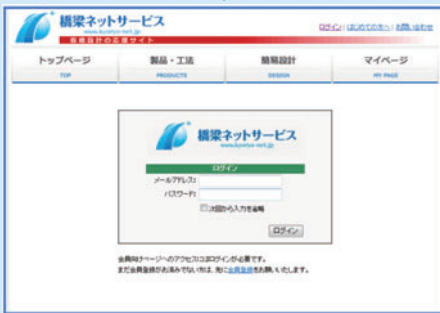 橋梁ネットサービス
www.kyoryo-net.jp
橋梁設計の応援サイト
ログイン | はじめての方へ | お問い合わせ
トップページ
TOP
製品・工法
PRODUCTS
簡易設計
DESIGN
マイページ
MY PAGE
橋梁ネットサービス
www.kyoryo-net.jp
ログイン
メールアドレス:
パスワード:
次回から入力を省略
ログイン
会員向けページへのアクセスにはログインが必要です。
まだ会員登録がお済みでない方は、先に会員登録をお願いいたします。